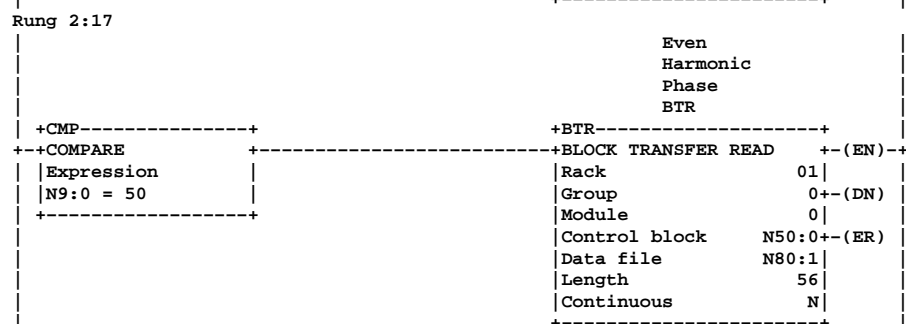 Rung 2:17
Even
Harmonic
Phase
BTR
+CMP---------------+ +BTR--------------------+
+-+COMPARE +--------------------------+BLOCK TRANSFER READ +-(EN)-+
|Expression | |Rack 01|
|N9:0 = 50 | |Group 0+-(DN)
+------------------+ |Module 0|
|Control block N50:0+-(ER)
|Data file N80:1|
|Length 56|
|Continuous N|
+-----------------------+